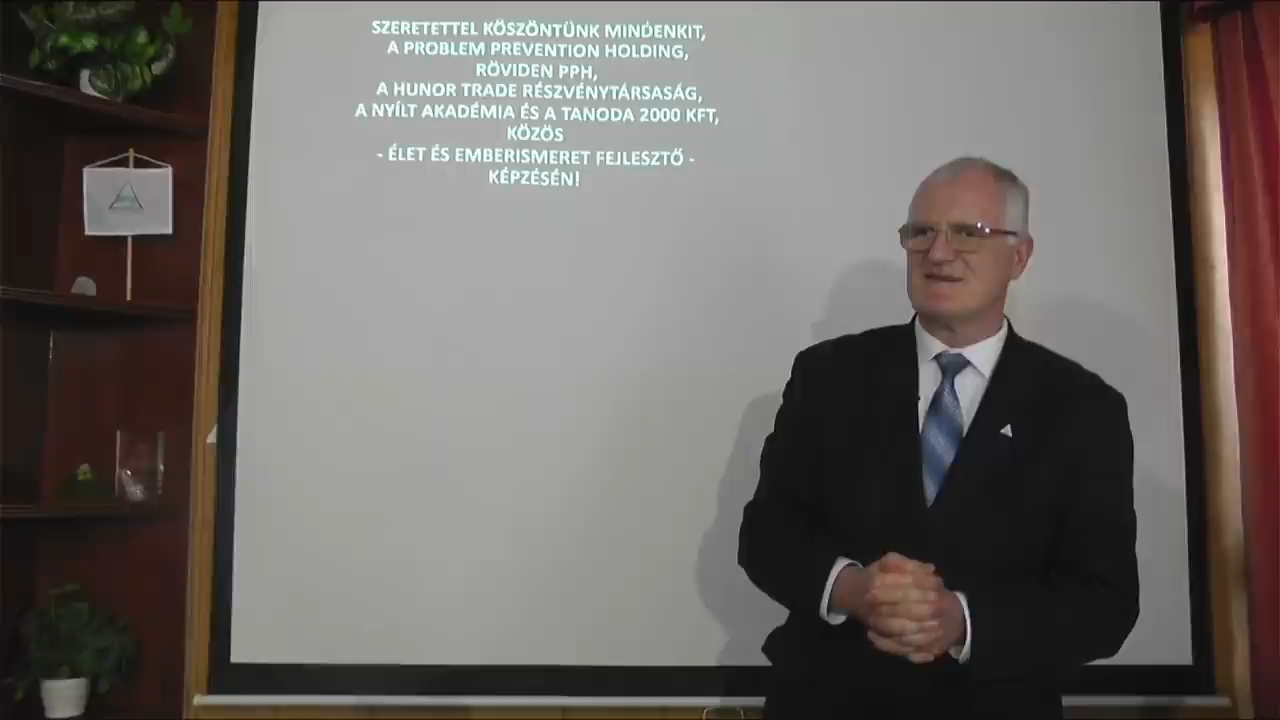 SZERETETTEL KÖSZÖNTÜNK MINDENKIT,
A PROBLEM PREVENTION HOLDING,
RÖVIDEN PPH,
A HUNOR TRADE RÉSZVÉNYTÁRSASÁG,
A NYÍLT AKADÉMIA ÉS A TANODA 2000 KFT,
KÖZÖS
- ÉLET ÉS EMBERISMERET FEJLESZTŐ -
KÉPZÉSÉN!